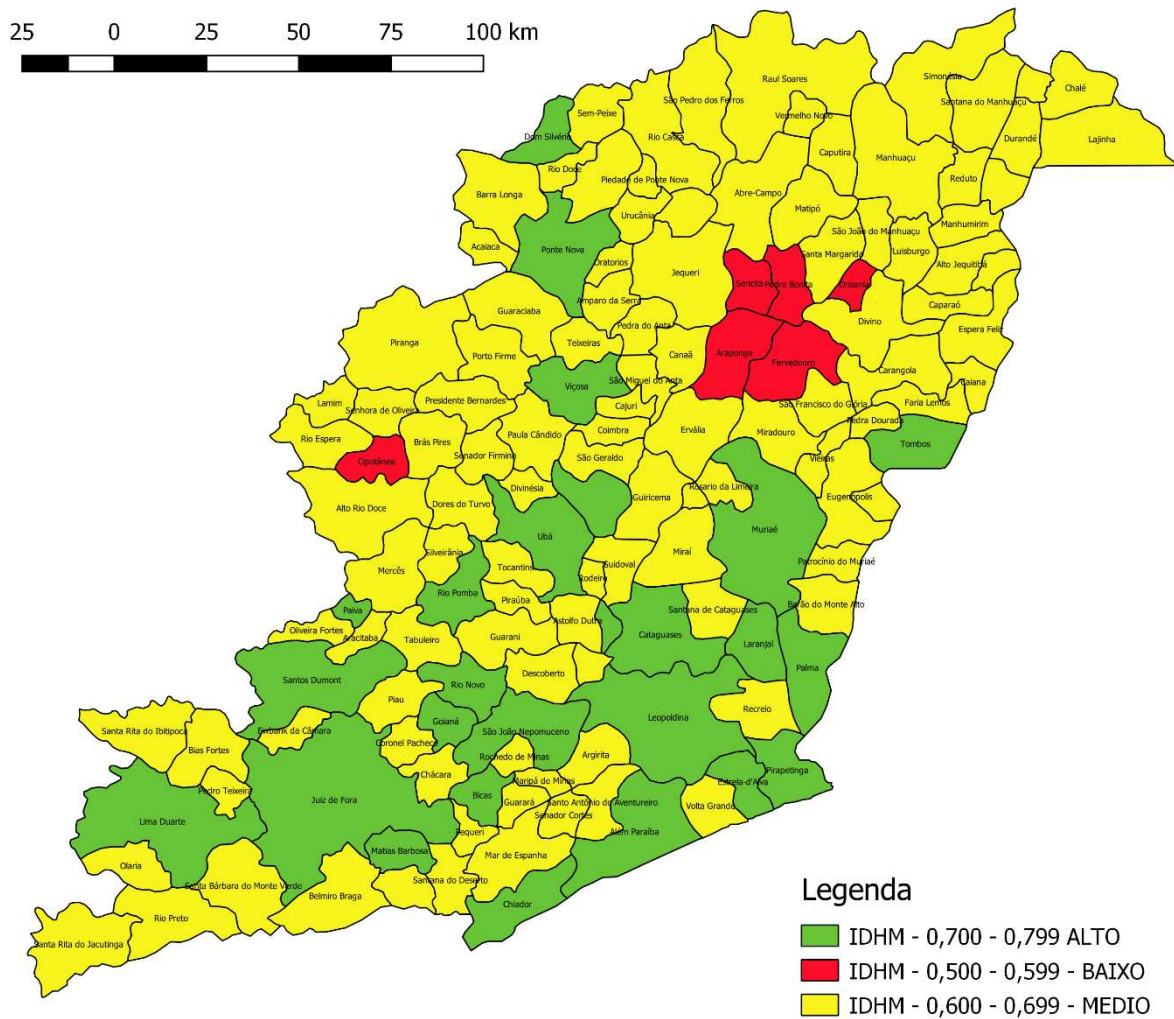 25 0 25 50 75 100 km
Raul Soares
Simonésia
Chalé
Santana do Manhuaçu
São Pedro dos Ferros
Sem-Peixe
Vermelho Novo
Durandé
Dom Silvério
Rio Casca
Lajinha
Caputira
Manhuaçu
Rio Doce
Piedade de Ponte Nova
Reduto
Barra Longa
Abre-Campo
Matipó
Urucânia
Manhumirim
São João do Manhuaçu
Acaiaca
Ponte Nova
Santa Margarida
Luisburgo
Oratorios
Jequeri
Alto Jequitibá
Sericita
Pedra Bonita
Orizania
Amparo da Serra
Caparaó
Guaraciaba
Divino
Pedra do Anta
Espera Feliz
Piranga
Teixeiras
Porto Firme
Canaã
Araponga
Fervedouro
Carangola
Viçosa
São Miguel do Anta
Caiana
Presidente Bernardes
Lamim
São Francisco do Glória
Faria Lemos
Cajuri
Senhora de Oliveira
Pedra Dourada
Ervália
Coimbra
Miradouro
Paula Cândido
Rio Espera
Brás Pires
Tombos
Senador Firmino
São Geraldo
Vieiras
Cipotânea
Rosario da Limeira
Divinésia
Eugenópolis
Guiricema
Dores do Turvo
Alto Rio Doce
Muriaé
Ubá
Silveirânia
Miraí
Patrocínio do Muriaé
Guidoval
Mercês
Tocantins
Rodeiro
Rio Pomba
Piraúba
Barão do Monte Alto
Paiva
Santana de Cataguases
Astolfo Dutra
Oliveira Fortes
Aracitaba
Tabuleiro
Guarani
Cataguases
Laranjal
Palma
Descoberto
Santos Dumont
Rio Novo
Piau
Recreio
Leopoldina
Goianá
Santa Rita do Ibitipoca
Ewbank da Câmara
São João Nepomuceno
Coronel Pacheco
Bias Fortes
Rochedo de Minas
Argirita
Pirapetinga
Chácara
Maripá de Minas
Estrela-d'Alva
Pedro Teixeira
Bicas
Juiz de Fora
Guarará
Santo Antônio do Aventureiro
Volta Grande
Senador Cortes
Lima Duarte
Pequeri
Além Paraíba
Matias Barbosa
Mar de Espanha
Olaria
Santana do Deserto
Santa Bárbara do Monte Verde
Belmiro Braga
Chiador
Rio Preto
Santa Rita do Jacutinga
Legenda
IDHM - 0,700 - 0,799 ALTO
IDHM - 0,500 - 0,599 - BAIXO
IDHM - 0,600 - 0,699 - MEDIO